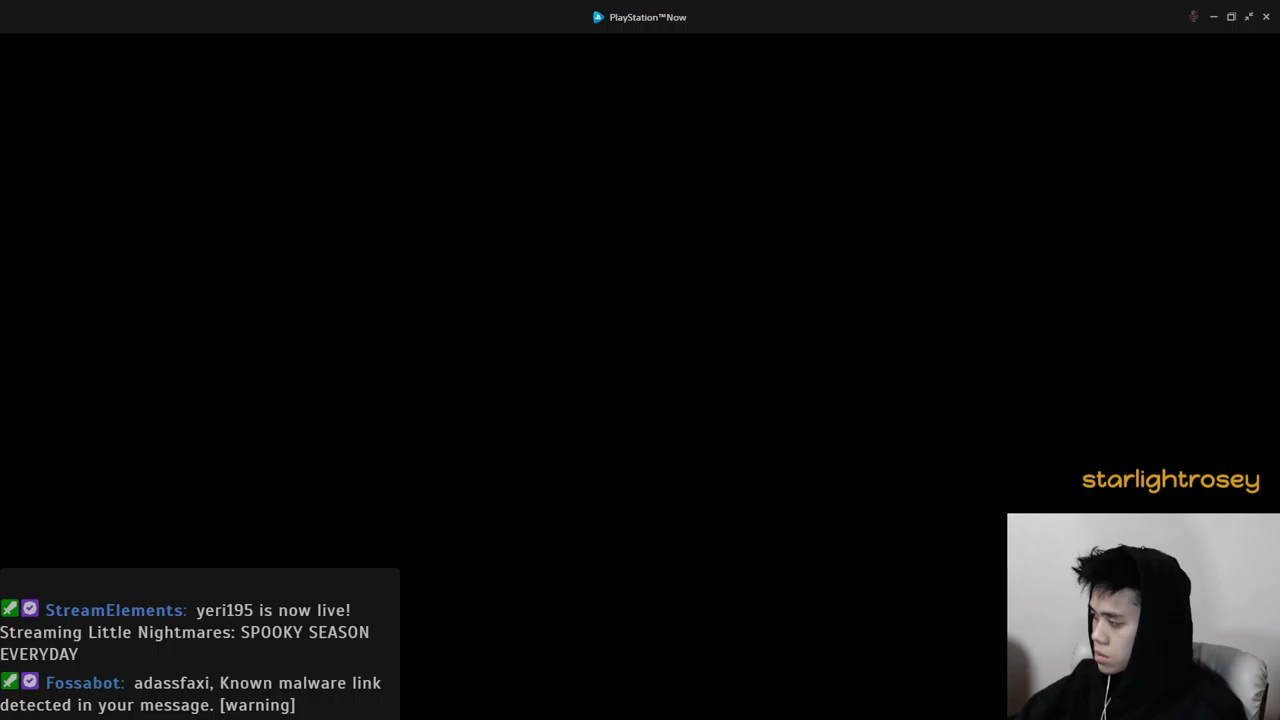 PlayStation™Now
starlightrosey
StreamElements: yeri195 is now live!
Streaming Little Nightmares: SPOOKY SEASON
EVERYDAY
Fossabot: adassfaxi, Known malware link
detected in your message. [warning]